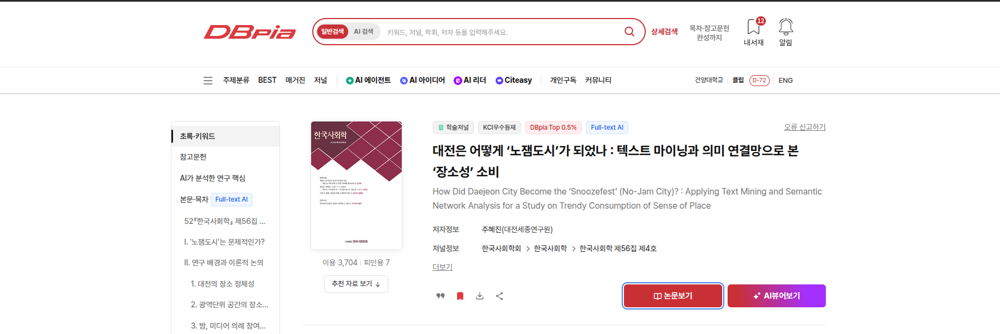 DBpia
일반검색 AI 검색 키워드, 저널, 학회, 저자 등을 입력해주세요.
상세검색
목차·참고문헌
완성까지
12
내서재
알림
주제분류 BEST 매거진 저널 AI 에이전트 AI 아이디어 AI 리더 Citeasy 개인구독 커뮤니티
건양대학교 클립 D-72 ENG
초록·키워드
참고문헌
AI가 분석한 연구 핵심
본문·목차 Full-text AI
52『한국사회학』 제56집 ...
I. '노잼도시'는 문제적인가?
II. 연구 배경과 이론적 논의
1. 대전의 장소 정체성
2. 광역단위 공간의 장소...
3. 밤, 미디어 의례 참여...
한국사회학
한국사회학회
이용 3,704 피인용 7
추천 자료 보기 ↓
학술저널 KCI우수등재 DBpia Top 0.5% Full-text AI
오류 신고하기
대전은 어떻게 ‘노잼도시’가 되었나 : 텍스트 마이닝과 의미 연결망으로 본
‘장소성’ 소비
How Did Daejeon City Become the ‘Snoozefest’ (No-Jam City)? : Applying Text Mining and Semantic
Network Analysis for a Study on Trendy Consumption of Sense of Place
저자정보 주혜진(대전세종연구원)
저널정보 한국사회학회 > 한국사회학 > 한국사회학 제56집 제4호
더보기
논문보기
AI뷰어보기